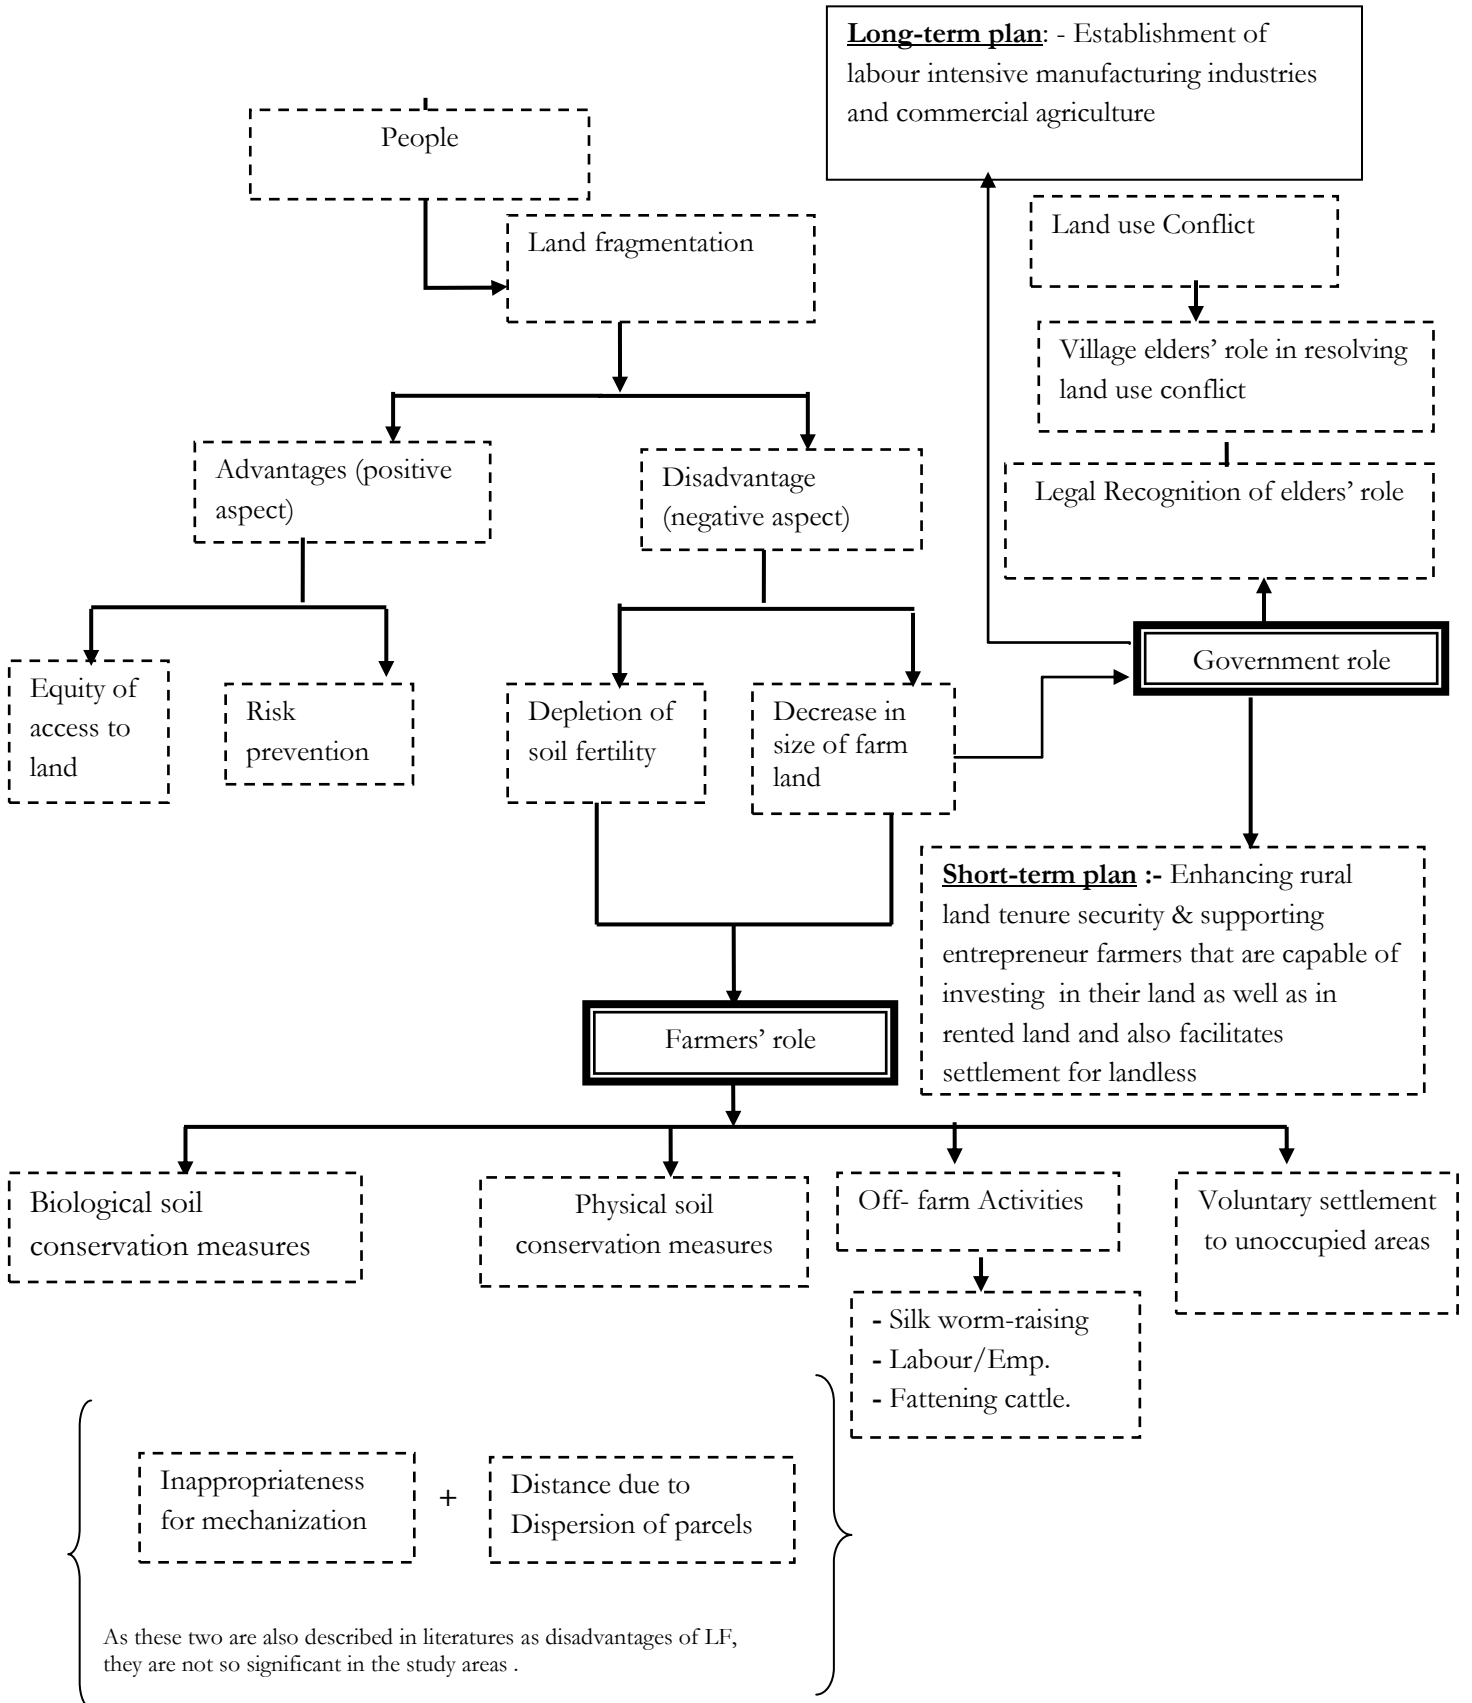 Long-term plan: - Establishment of
labour intensive manufacturing industries
and commercial agriculture
People
Land fragmentation
Land use Conflict
Village elders’ role in resolving
land use conflict
Advantages (positive
aspect)
Disadvantage
(negative aspect)
Legal Recognition of elders’ role
Government role
Equity of
access to
land
Risk
prevention
Depletion of
soil fertility
Decrease in
size of farm
land
Short-term plan :- Enhancing rural
land tenure security & supporting
entrepreneur farmers that are capable of
investing in their land as well as in
rented land and also facilitates
settlement for landless
Farmers’ role
Biological soil
conservation measures
Physical soil
conservation measures
Off- farm Activities
Voluntary settlement
to unoccupied areas
- Silk worm-raising
- Labour/Emp.
- Fattening cattle.
Inappropriateness
for mechanization
+
Distance due to
Dispersion of parcels
As these two are also described in literatures as disadvantages of LF,
they are not so significant in the study areas .